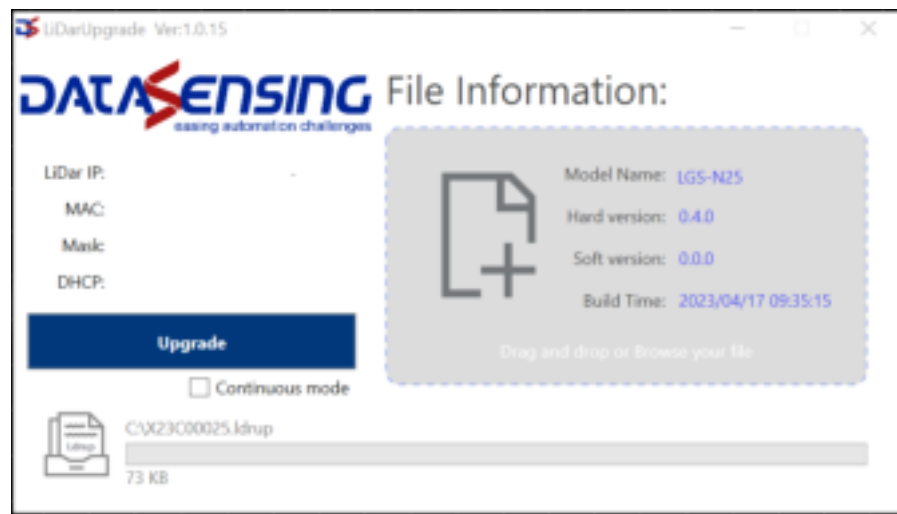 LiDarUpgrade Ver:1.0.15
DATASENSING
easing automation challenges
File Information:
LiDar IP:
-
MAC:
Mask:
DHCP:
Upgrade
Continuous mode
Model Name: LGS-N25
Hard version: 0.4.0
Soft version: 0.0.0
Build Time: 2023/04/17 09:35:15
Drag and drop or Browse your file
Ldrup
C:\X23C00025.ldrup
73 KB